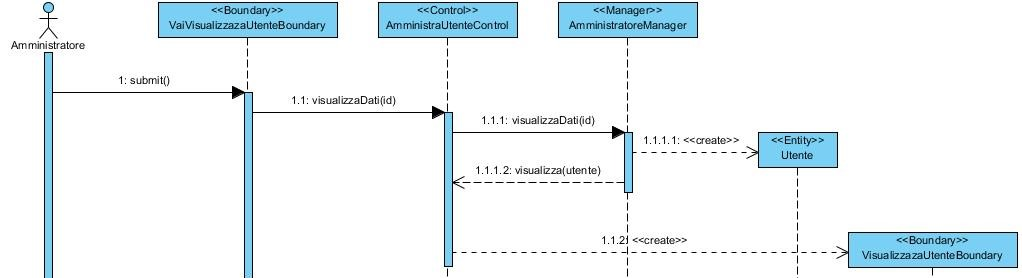 <<Boundary>>
VaiVisualizzazaUtenteBoundary
<<Control>>
AmministraUtenteControl
<<Manager>>
AmministratoreManager
Amministratore
1: submit()
1.1: visualizzaDati(id)
1.1.1: visualizzaDati(id)
1.1.1.1: <<create>>
<<Entity>>
Utente
1.1.1.2: visualizza(utente)
1.1.2: <<create>>
<<Boundary>>
VisualizzazaUtenteBoundary